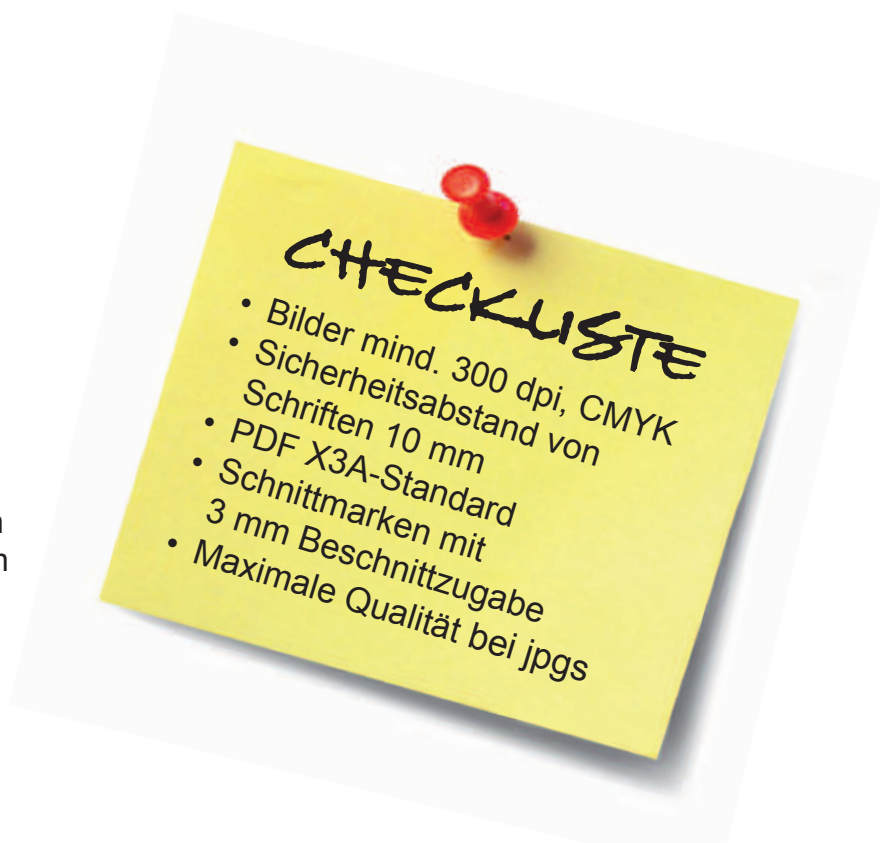 CHECKLISTE
• Bilder mind. 300 dpi, CMYK
• Sicherheitsabstand von
Schriften 10 mm
• PDF X3A-Standard
• Schnittmarken mit
3 mm Beschnittzugabe
• Maximale Qualität bei jpgs